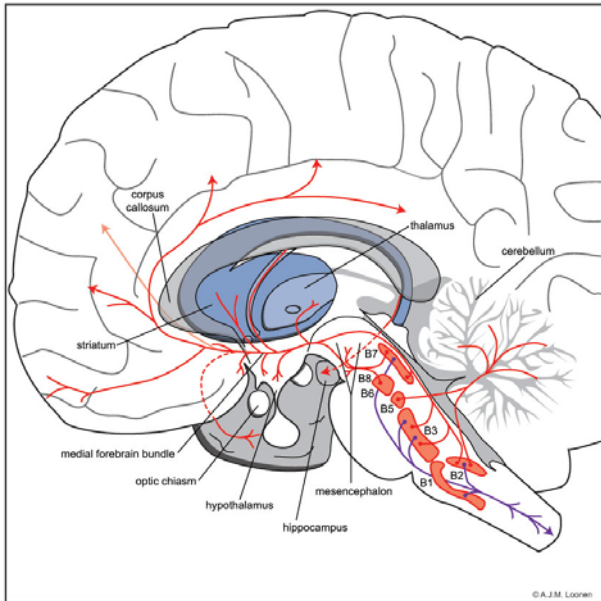 corpus
callosum
thalamus
cerebellum
striatum
B7
B8
B6
B5
B3
B2
B1
medial forebrain bundle
optic chiasm
hypothalamus
hippocampus
mesencephalon
© A.J.M. Loonen